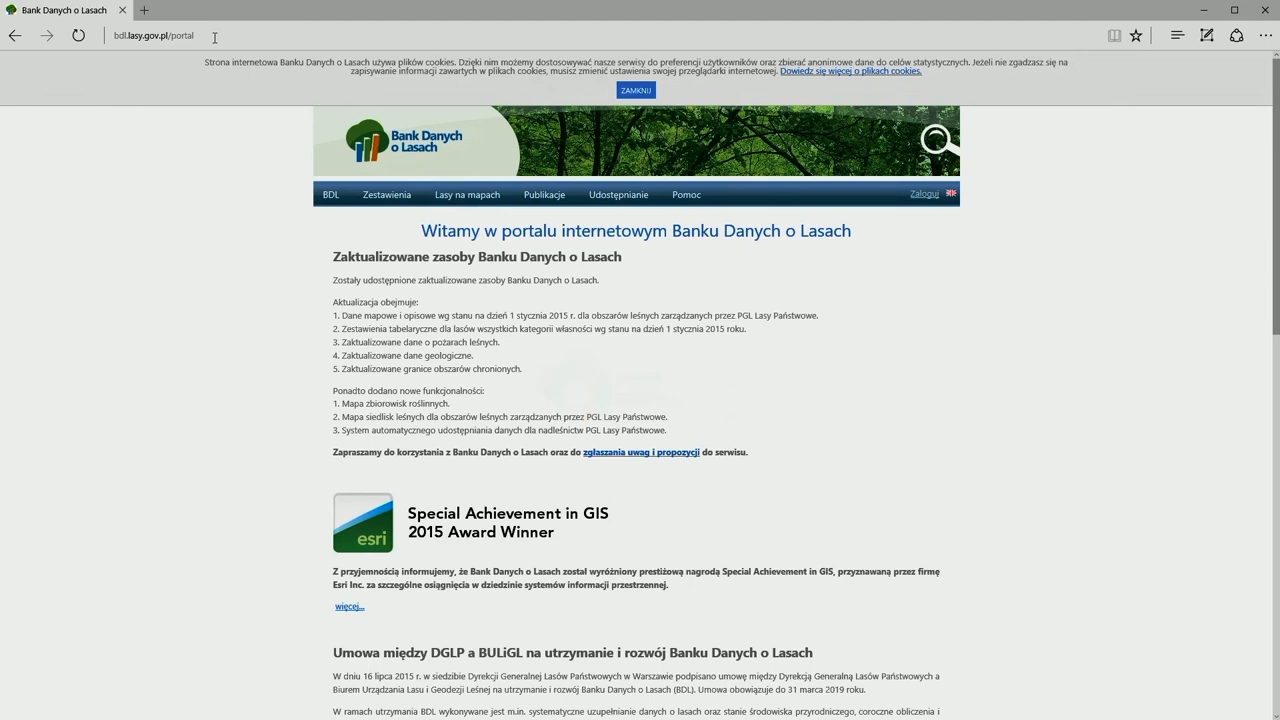 Bank Danych o Lasach
bdl.lasy.gov.pl/portal
Strona internetowa Banku Danych o Lasach używa plików cookies. Dzięki nim możemy dostosowywać nasze serwisy do preferencji użytkowników oraz zbierać anonimowe dane do celów statystycznych. Jeżeli nie zgadzasz się na
zapisywanie informacji zawartych w plikach cookies, musisz zmienić ustawienia swojej przeglądarki internetowej. Dowiedz się więcej o plikach cookies.
ZAMKNIJ
Bank Danych
o Lasach
BDL Zestawienia Lasy na mapach Publikacje Udostępnianie Pomoc Zaloguj
Witamy w portalu internetowym Banku Danych o Lasach
Zaktualizowane zasoby Banku Danych o Lasach
Zostały udostępnione zaktualizowane zasoby Banku Danych o Lasach.
Aktualizacja obejmuje:
1. Dane mapowe i opisowe wg stanu na dzień 1 stycznia 2015 r. dla obszarów leśnych zarządzanych przez PGL Lasy Państwowe.
2. Zestawienia tabelaryczne dla lasów wszystkich kategorii własności wg stanu na dzień 1 stycznia 2015 roku.
3. Zaktualizowane dane o pożarach leśnych.
4. Zaktualizowane dane geologiczne.
5. Zaktualizowane granice obszarów chronionych.
Ponadto dodano nowe funkcjonalności:
1. Mapa zbiorowisk roślinnych.
2. Mapa siedlisk leśnych dla obszarów leśnych zarządzanych przez PGL Lasy Państwowe.
3. System automatycznego udostępniania danych dla nadleśnictw PGL Lasy Państwowe.
Zapraszamy do korzystania z Banku Danych o Lasach oraz do zgłaszania uwag i propozycji do serwisu.
esri
Special Achievement in GIS
2015 Award Winner
Z przyjemnością informujemy, że Bank Danych o Lasach został wyróżniony prestiżową nagrodą Special Achievement in GIS, przyznawaną przez firmę
Esri Inc. za szczególne osiągnięcia w dziedzinie systemów informacji przestrzennej.
więcej...
Umowa między DGLP a BULiGL na utrzymanie i rozwój Banku Danych o Lasach
W dniu 16 lipca 2015 r. w siedzibie Dyrekcji Generalnej Lasów Państwowych w Warszawie podpisano umowę między Dyrekcją Generalną Lasów Państwowych a
Biurem Urządzania Lasu i Geodezji Leśnej na utrzymanie i rozwój Banku Danych o Lasach (BDL). Umowa obowiązuje do 31 marca 2019 roku.
W ramach utrzymania BDL wykonywane jest m.in. systematyczne uzupełnianie danych o lasach oraz stanie środowiska przyrodniczego, coroczne obliczenia i